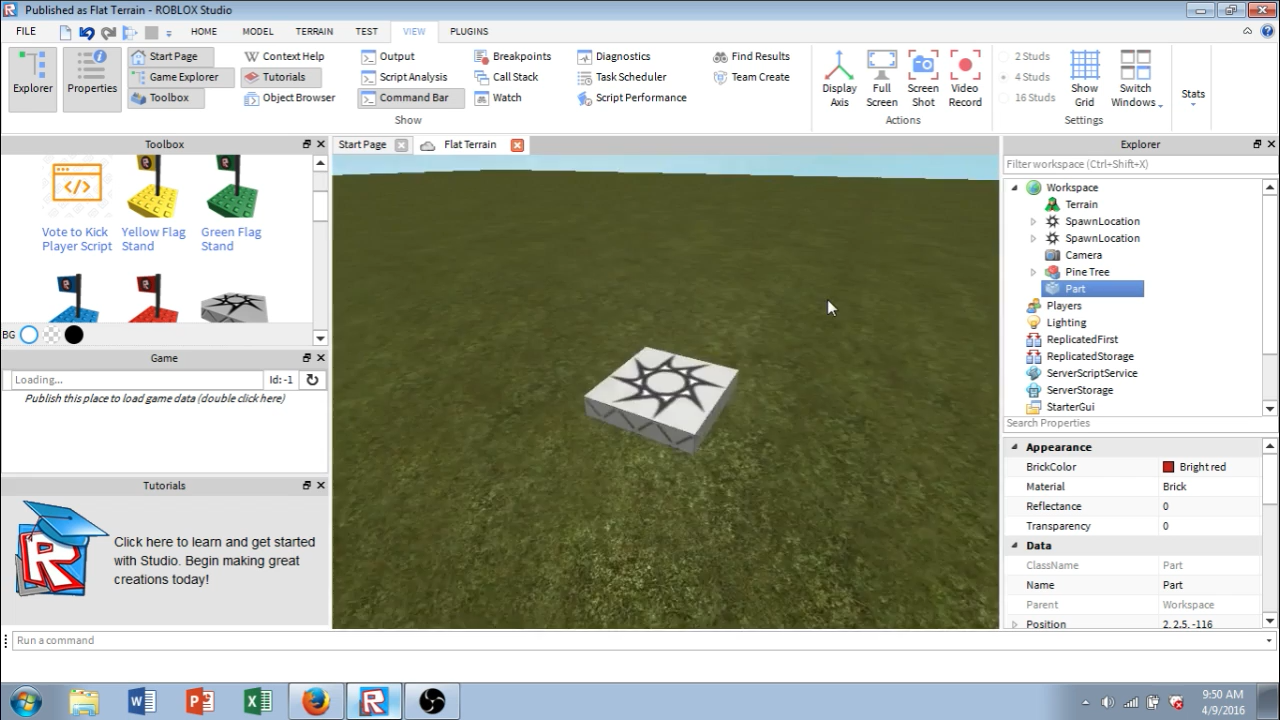 Published as Flat Terrain - ROBLOX Studio
FILE HOME MODEL TERRAIN TEST VIEW PLUGINS
Explorer
Properties
Start Page
Game Explorer
Toolbox
Context Help
Tutorials
Object Browser
Output
Script Analysis
Command Bar
Breakpoints
Call Stack
Watch
Diagnostics
Task Scheduler
Script Performance
Find Results
Team Create
Show
Display
Axis
Full
Screen
Screen
Shot
Video
Record
Actions
2 Studs
4 Studs
16 Studs
Show
Grid
Switch
Windows
Settings
Stats
Toolbox
Vote to Kick
Player Script
Yellow Flag
Stand
Green Flag
Stand
BG
Game
Loading...
Id: -1
Publish this place to load game data (double click here)
Tutorials
Click here to learn and get started
with Studio. Begin making great
creations today!
Start Page
Flat Terrain
Explorer
Filter workspace (Ctrl+Shift+X)
Workspace
Terrain
SpawnLocation
SpawnLocation
Camera
Pine Tree
Part
Players
Lighting
ReplicatedFirst
ReplicatedStorage
ServerScriptService
ServerStorage
StarterGui
Search Properties
Appearance
BrickColor Bright red
Material Brick
Reflectance 0
Transparency 0
Data
ClassName Part
Name Part
Parent Workspace
Position 2, 2.5, -116
Run a command
9:50 AM
4/9/2016